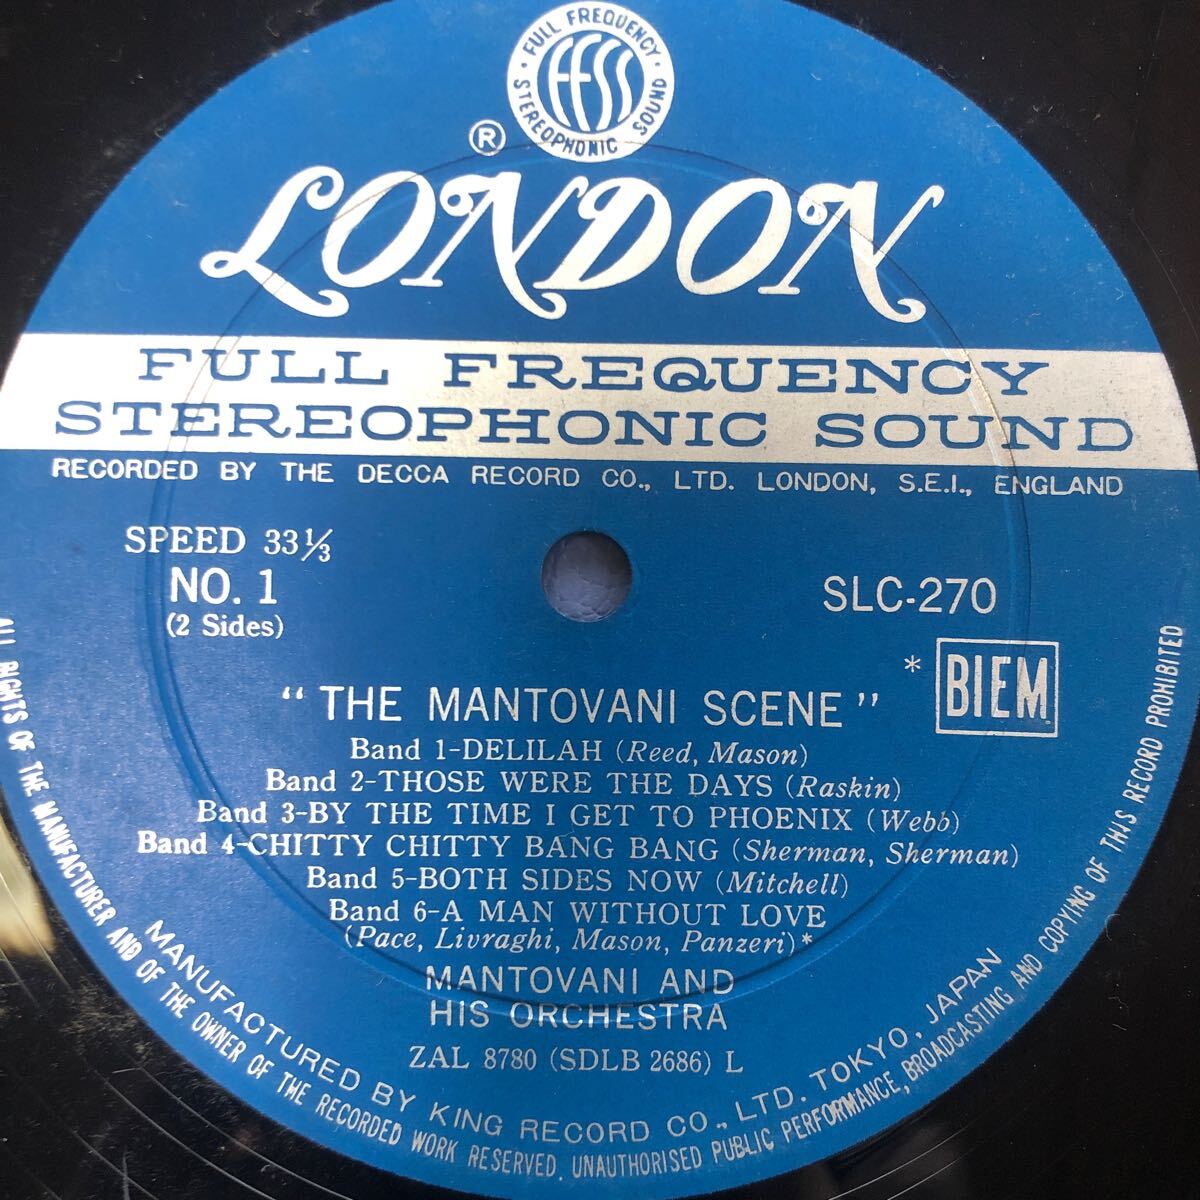 FULL FREQUENCY
FFSS
STEREOPHONIC SOUND
®
LONDON
FULL FREQUENCY
STEREOPHONIC SOUND
RECORDED BY THE DECCA RECORD CO., LTD. LONDON, S.E.I., ENGLAND
SPEED 33⅓
NO. 1
(2 Sides)
SLC-270
* BIEM
"THE MANTOVANI SCENE"
Band 1-DELILAH (Reed, Mason)
Band 2-THOSE WERE THE DAYS (Raskin)
Band 3-BY THE TIME I GET TO PHOENIX (Webb)
Band 4-CHITTY CHITTY BANG BANG (Sherman, Sherman)
Band 5-BOTH SIDES NOW (Mitchell)
Band 6-A MAN WITHOUT LOVE
(Pace, Livraghi, Mason, Panzeri)*
MANTOVANI AND
HIS ORCHESTRA
ZAL 8780 (SDLB 2686) L
MANUFACTURED BY KING RECORD CO., LTD. TOKYO, JAPAN
ALL RIGHTS OF THE MANUFACTURER AND OF THE OWNER OF THE RECORDED WORK RESERVED. UNAUTHORISED PUBLIC PERFORMANCE, BROADCASTING AND COPYING OF THIS RECORD PROHIBITED